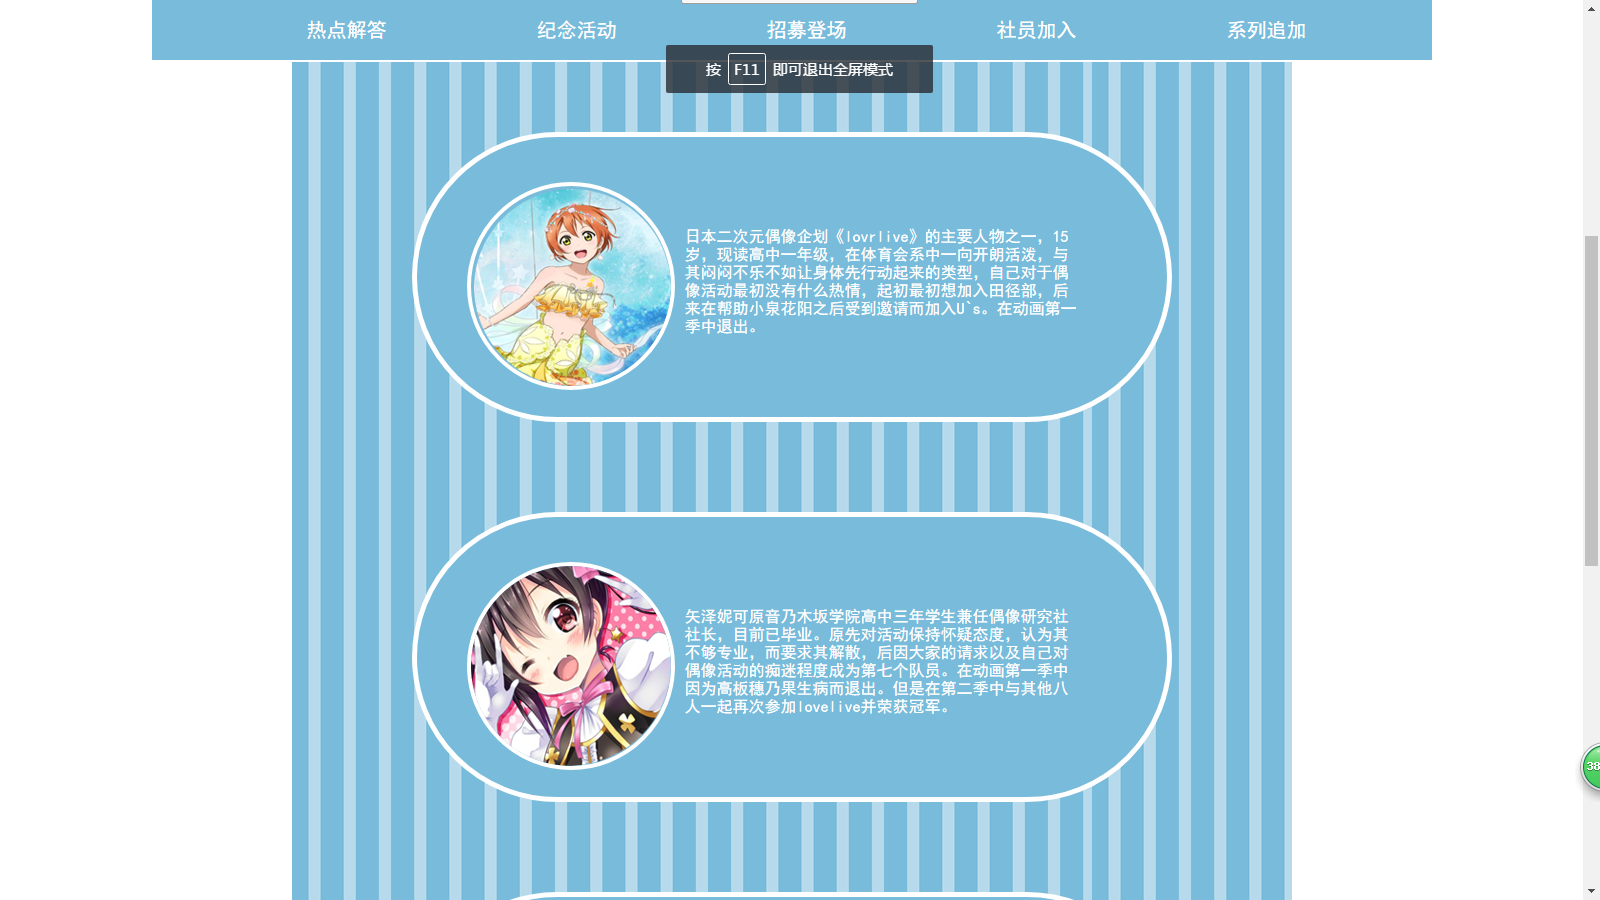 热点解答 纪念活动 招募登场 社员加入 系列追加
按 F11 即可退出全屏模式
日本二次元偶像企划《lovrlive》的主要人物之一，15
岁，现读高中一年级，在体育会系中一向开朗活泼，与
其闷闷不乐不如让身体先行动起来的类型，自己对于偶
像活动最初没有什么热情，起初最初想加入田径部，后
来在帮助小泉花阳之后受到邀请而加入U`s。在动画第一
季中退出。
矢泽妮可原音乃木坂学院高中三年学生兼任偶像研究社
社长，目前已毕业。原先对活动保持怀疑态度，认为其
不够专业，而要求其解散，后因大家的请求以及自己对
偶像活动的痴迷程度成为第七个队员。在动画第一季中
因为高板穗乃果生病而退出。但是在第二季中与其他八
人一起再次参加lovelive并荣获冠军。
38